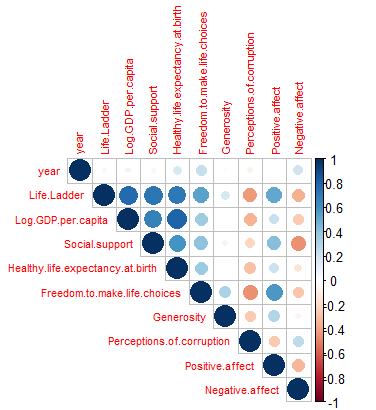 year
Life.Ladder
Log.GDP.per.capita
Social.support
Healthy.life.expectancy.at.birth
Freedom.to.make.life.choices
Generosity
Perceptions.of.corruption
Positive.affect
Negative.affect
year
Life.Ladder
Log.GDP.per.capita
Social.support
Healthy.life.expectancy.at.birth
Freedom.to.make.life.choices
Generosity
Perceptions.of.corruption
Positive.affect
Negative.affect
1
0.8
0.6
0.4
0.2
0
-0.2
-0.4
-0.6
-0.8
-1